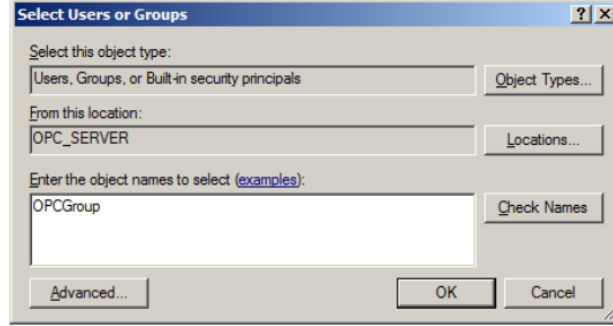 Select Users or Groups
Select this object type:
Users, Groups, or Built-in security principals
Object Types...
From this location:
OPC_SERVER
Locations...
Enter the object names to select (examples):
OPCGroup
Check Names
Advanced...
OK
Cancel